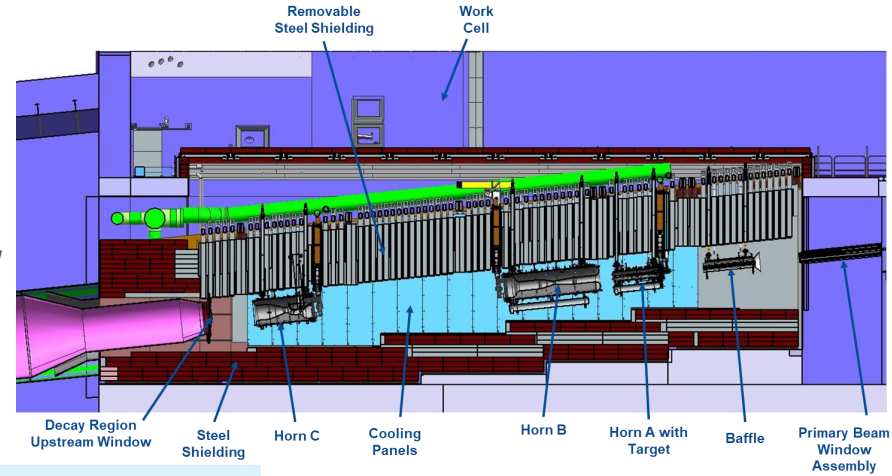 Removable
Steel Shielding
Work
Cell
Decay Region
Upstream Window
Steel
Shielding
Horn C
Cooling
Panels
Horn B
Horn A with
Target
Baffle
Primary Beam
Window
Assembly